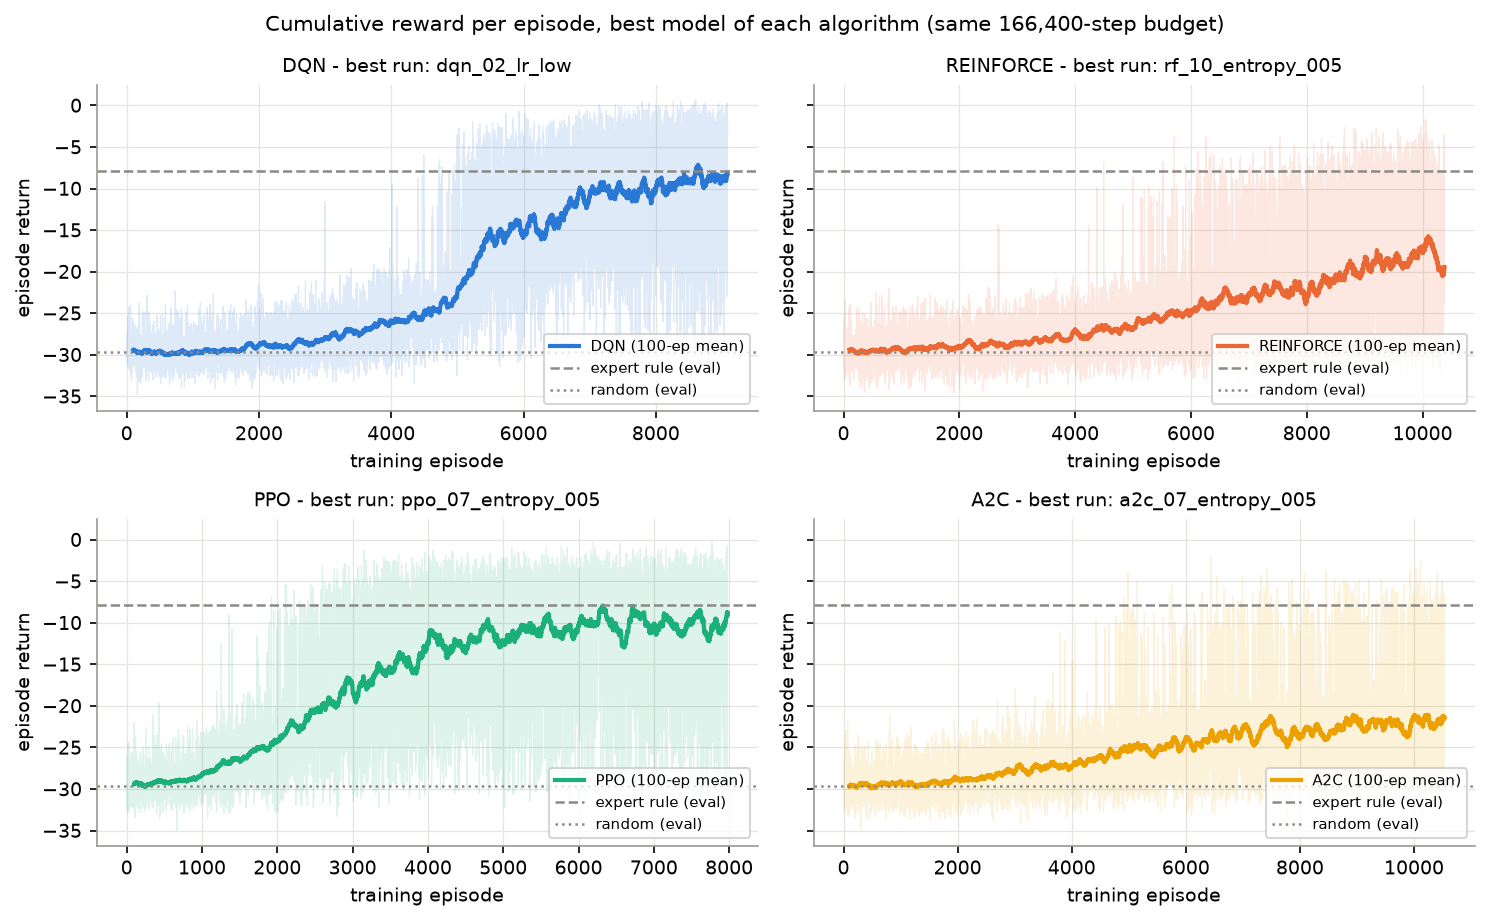 Cumulative reward per episode, best model of each algorithm (same 166,400-step budget)
DQN - best run: dqn_02_lr_low
0
−5
−10
−15
−20
−25
−30
−35
episode return
DQN (100-ep mean)
expert rule (eval)
random (eval)
0 2000 4000 6000 8000
training episode
REINFORCE - best run: rf_10_entropy_005
episode return
REINFORCE (100-ep mean)
expert rule (eval)
random (eval)
0 2000 4000 6000 8000 10000
training episode
PPO - best run: ppo_07_entropy_005
0
−5
−10
−15
−20
−25
−30
−35
episode return
PPO (100-ep mean)
expert rule (eval)
random (eval)
0 1000 2000 3000 4000 5000 6000 7000 8000
training episode
A2C - best run: a2c_07_entropy_005
episode return
A2C (100-ep mean)
expert rule (eval)
random (eval)
0 2000 4000 6000 8000 10000
training episode